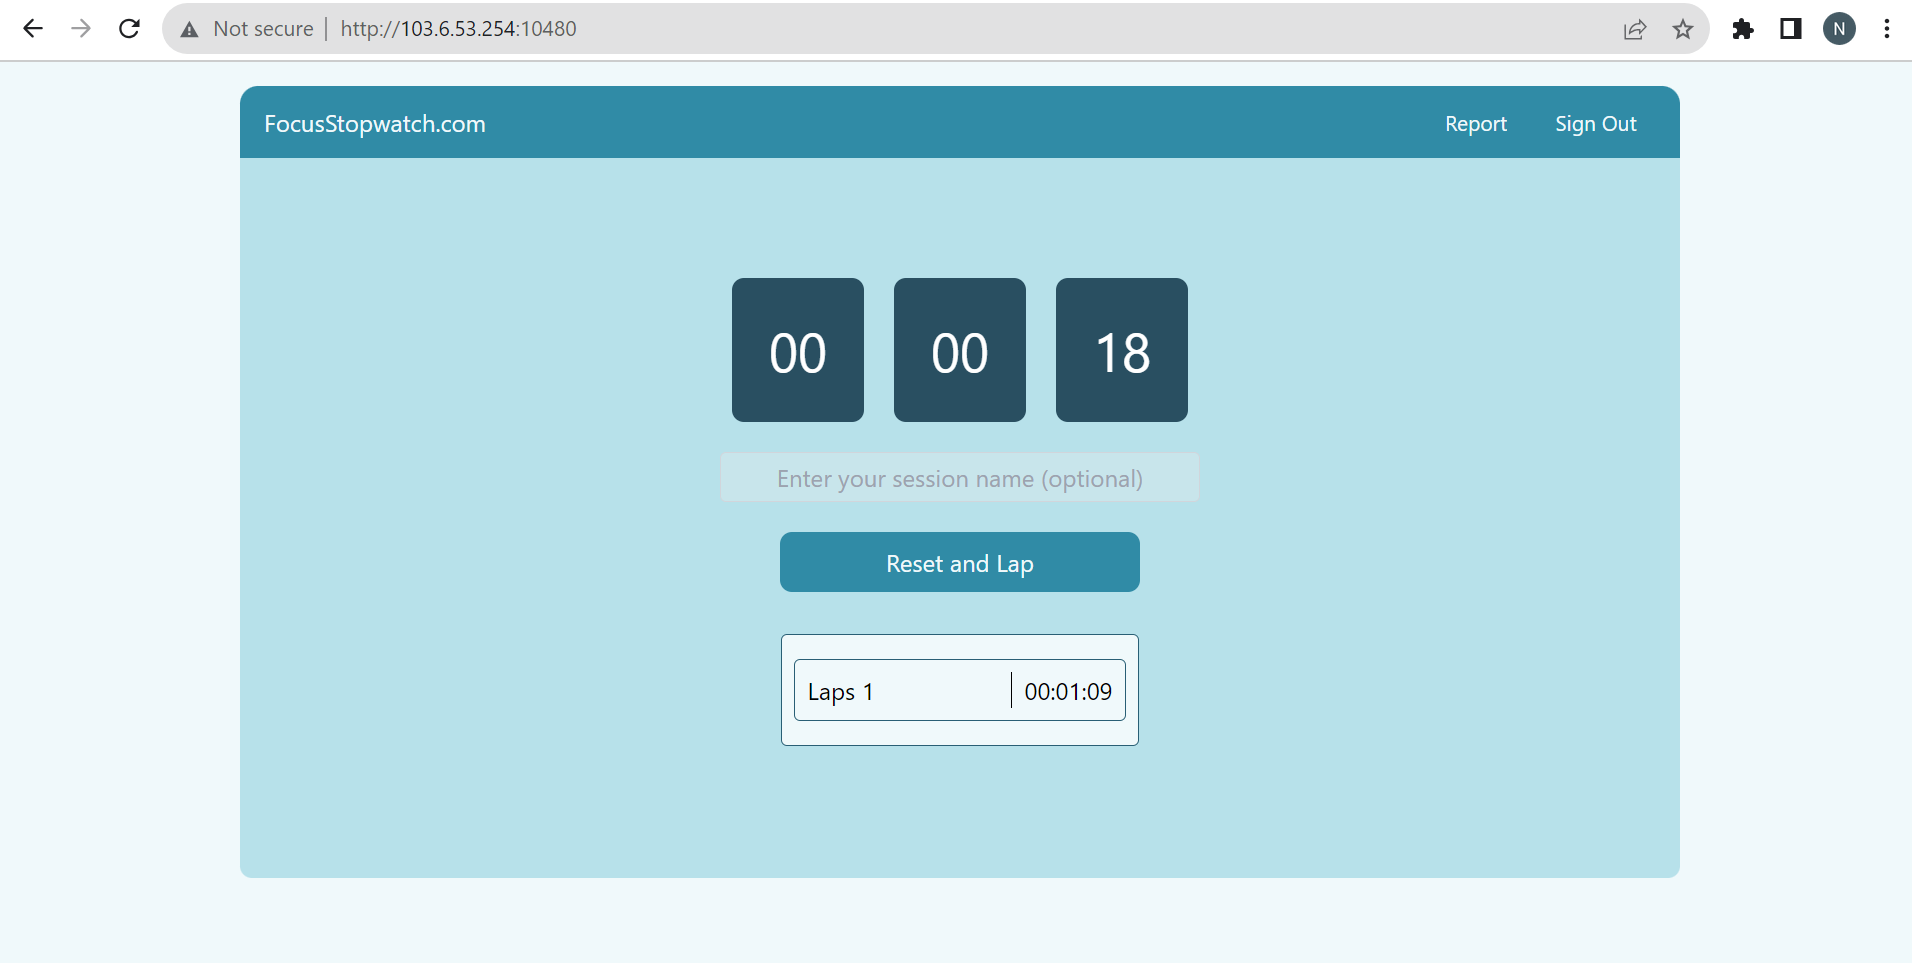 Not secure | http://103.6.53.254:10480
N
FocusStopwatch.com
Report
Sign Out
00 00 18
Enter your session name (optional)
Reset and Lap
Laps 1 | 00:01:09